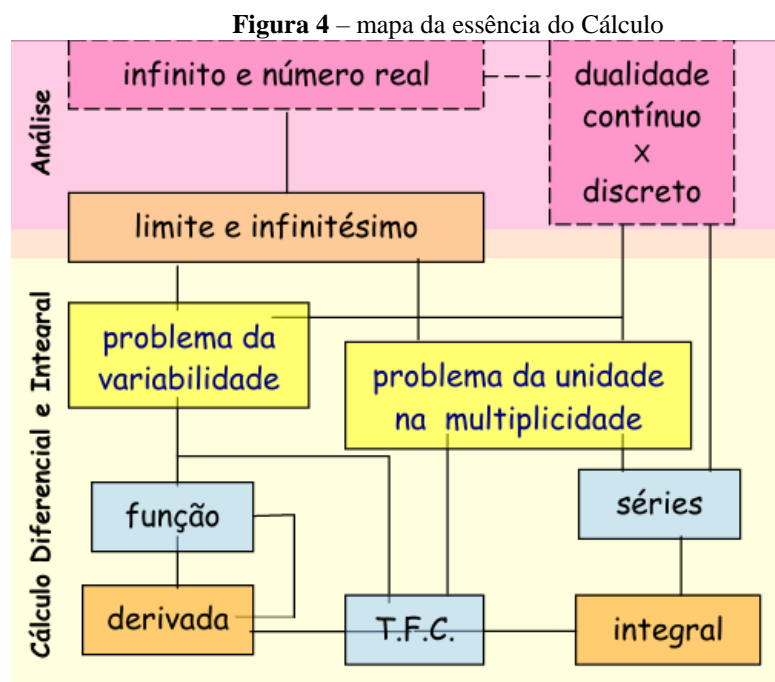 Figura 4 – mapa da essência do Cálculo
infinito e número real
dualidade
contínuo
x
discreto
Análise
limite e infinitésimo
problema da
variabilidade
problema da unidade
na multiplicidade
Cálculo Diferencial e Integral
função
séries
derivada
T.F.C.
integral